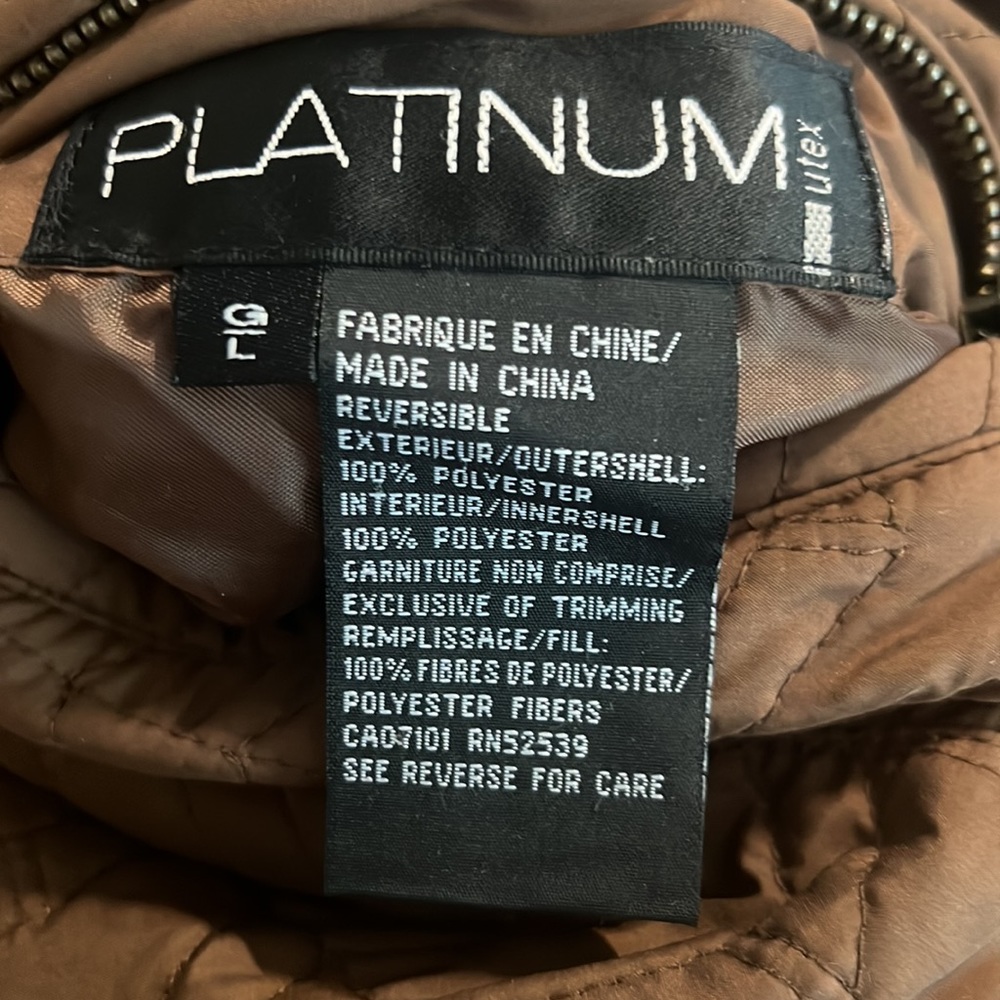 PLATINUM
utex
G
L
FABRIQUE EN CHINE/
MADE IN CHINA
REVERSIBLE
EXTERIEUR/OUTERSHELL:
100% POLYESTER
INTERIEUR/INNERSHELL
100% POLYESTER
GARNITURE NON COMPRISE/
EXCLUSIVE OF TRIMMING
REMPLISSAGE/FILL:
100% FIBRES DE POLYESTER/
POLYESTER FIBERS
CA07101 RN52539
SEE REVERSE FOR CARE